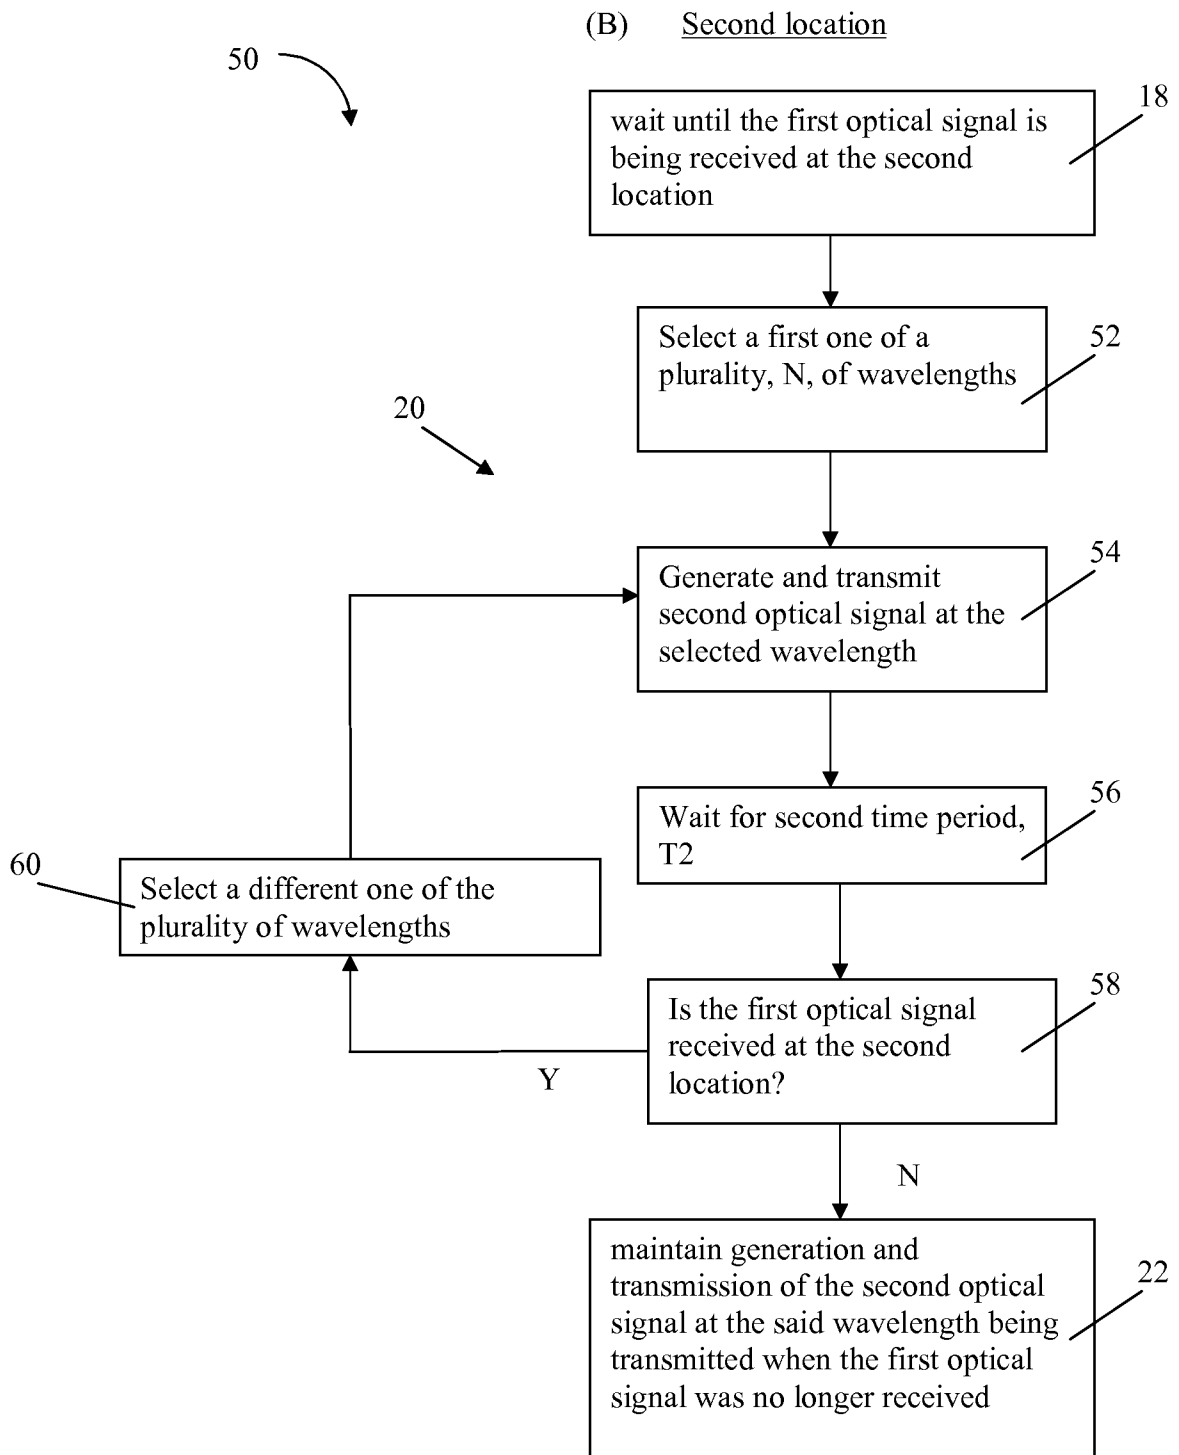 (B) Second location
50
18
wait until the first optical signal is
being received at the second
location
52
Select a first one of a
plurality, N, of wavelengths
20
54
Generate and transmit
second optical signal at the
selected wavelength
56
Wait for second time period,
T2
60
Select a different one of the
plurality of wavelengths
58
Is the first optical signal
received at the second
location?
Y
N
22
maintain generation and
transmission of the second optical
signal at the said wavelength being
transmitted when the first optical
signal was no longer received